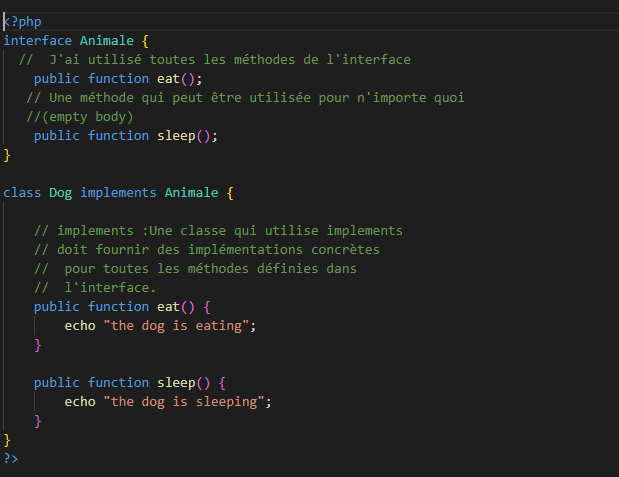 <?php
interface Animale {
  //  J'ai utilisé toutes les méthodes de l'interface
    public function eat();
   // Une méthode qui peut être utilisée pour n'importe quoi
   //(empty body)
    public function sleep();
}
class Dog implements Animale {
    // implements :Une classe qui utilise implements
    // doit fournir des implémentations concrètes
    //  pour toutes les méthodes définies dans
    //  l'interface.
    public function eat() {
        echo "the dog is eating";
    }
    public function sleep() {
        echo "the dog is sleeping";
    }
}
?>